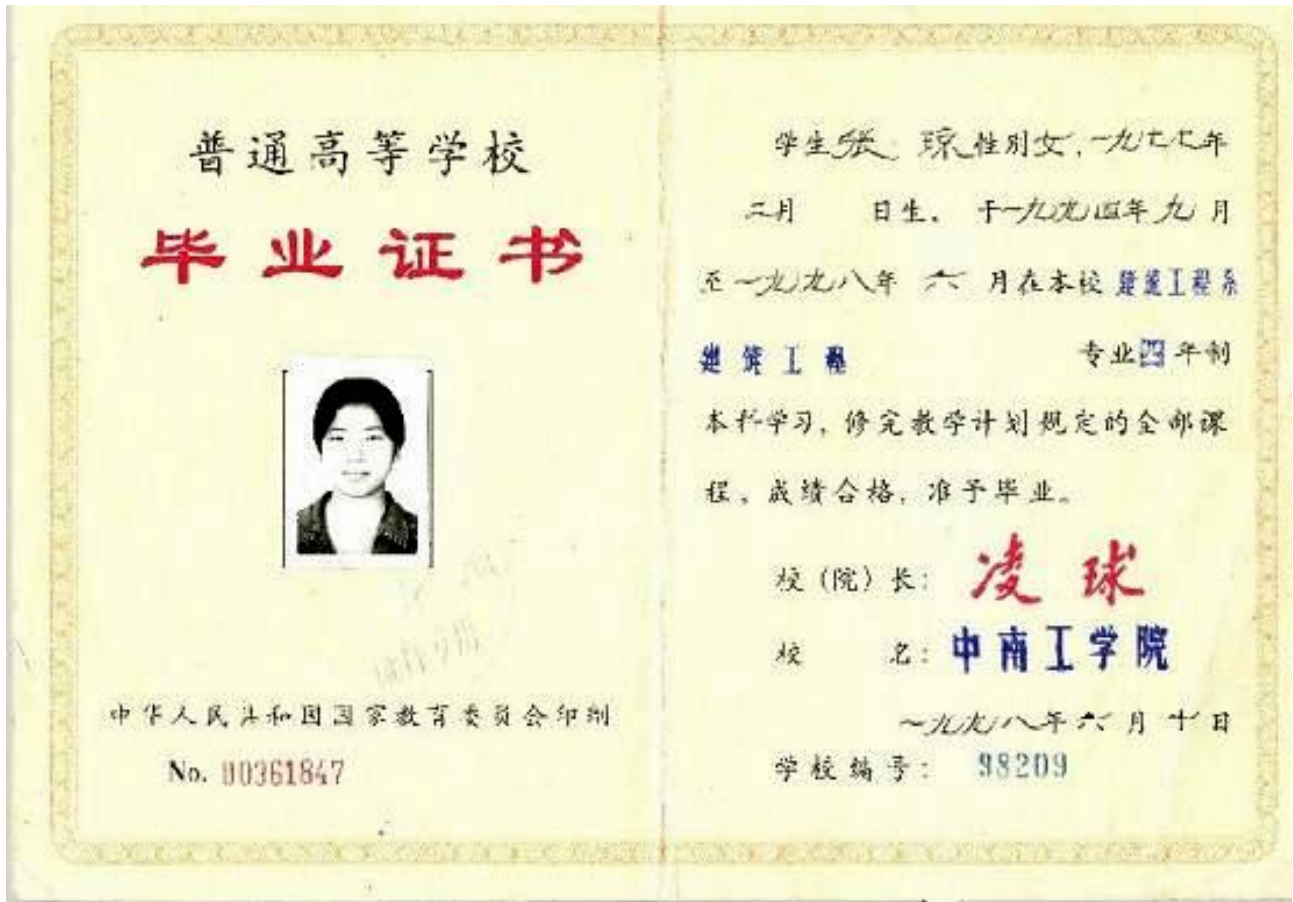 普通高等学校
毕业证书
中华人民共和国国家教育委员会印制
No. 00361847
学生张 琼性别女,一九七七年
二月 日生, 于一九九四年九月
至一九九八年 六 月在本校 建筑工程系
建筑工程 专业四年制
本科学习,修完教学计划规定的全部课
程,成绩合格,准予毕业。
校(院)长: 凌球
校 名: 中南工学院
一九九八年六月十日
学校编号: 98209